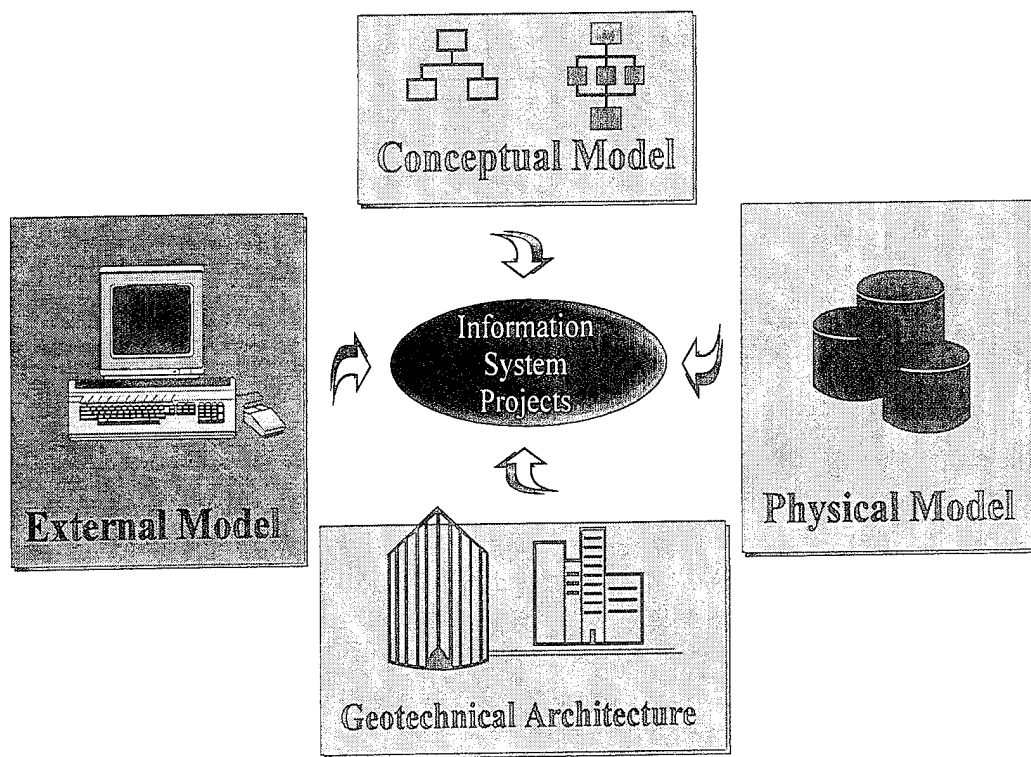 Conceptual Model
Information
System
Projects
External Model
Physical Model
Geotechnical Architecture